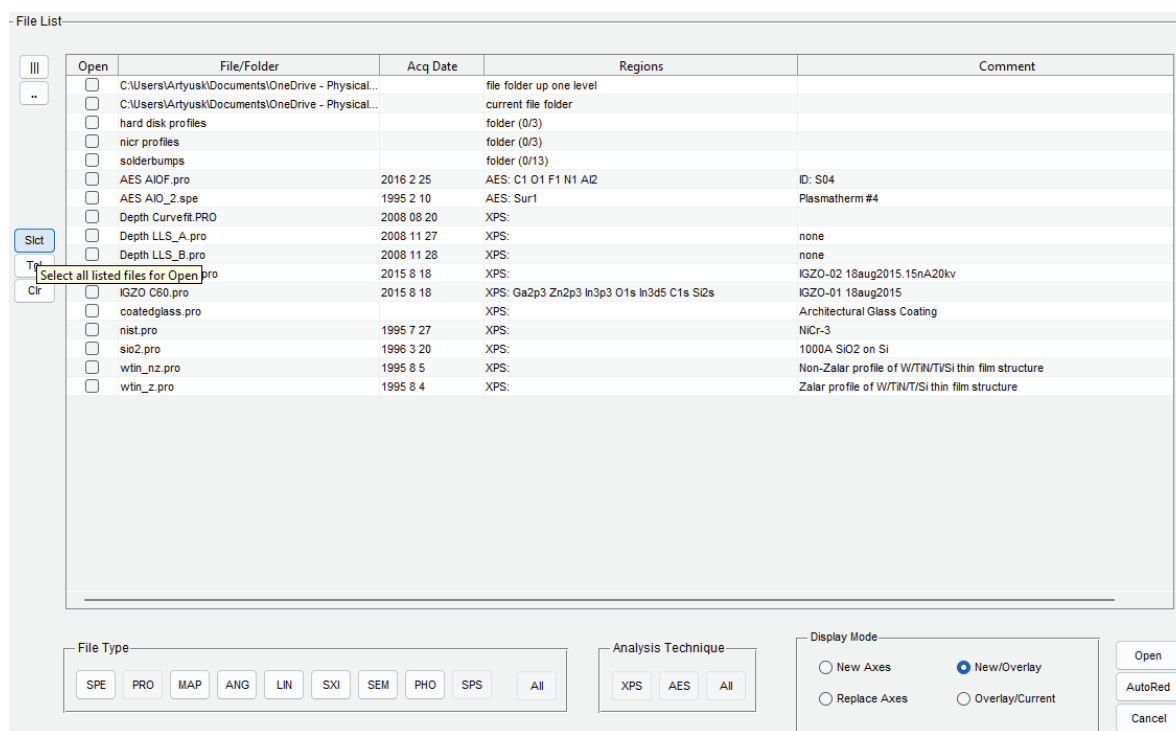 File List
|||
..
Open File/Folder Acq Date Regions Comment
C:\Users\Artyusk\Documents\OneDrive - Physical... file folder up one level
C:\Users\Artyusk\Documents\OneDrive - Physical... current file folder
hard disk profiles folder (0/3)
nicr profiles folder (0/3)
solderbumps folder (0/13)
AES AlOF.pro 2016 2 25 AES: C1 O1 F1 N1 Al2 ID: S04
AES AlO_2.spe 1995 2 10 AES: Sur1 Plasmatherm #4
Depth Curvefit.PRO 2008 08 20 XPS:
Slct Depth LLS_A.pro 2008 11 27 XPS: none
Depth LLS_B.pro 2008 11 28 XPS: none
Select all listed files for Open pro 2015 8 18 XPS: IGZO-02 18aug2015.15nA20kv
Clr IGZO C60.pro 2015 8 18 XPS: Ga2p3 Zn2p3 In3p3 O1s In3d5 C1s Si2s IGZO-01 18aug2015
coatedglass.pro XPS: Architectural Glass Coating
nist.pro 1995 7 27 XPS: NiCr-3
sio2.pro 1996 3 20 XPS: 1000A SiO2 on Si
wtin_nz.pro 1995 8 5 XPS: Non-Zalar profile of W/TiN/Ti/Si thin film structure
wtin_z.pro 1995 8 4 XPS: Zalar profile of W/TiN/T/Si thin film structure
File Type
SPE PRO MAP ANG LIN SXI SEM PHO SPS All
Analysis Technique
XPS AES All
Display Mode
New Axes New/Overlay
Replace Axes Overlay/Current
Open
AutoRed
Cancel